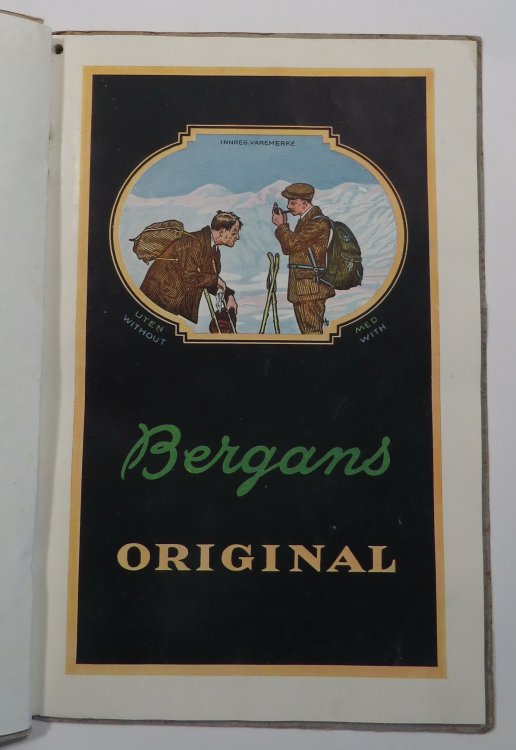 INNREG. VAREMERKE
UTEN
WITHOUT
MED
WITH
Bergans
ORIGINAL